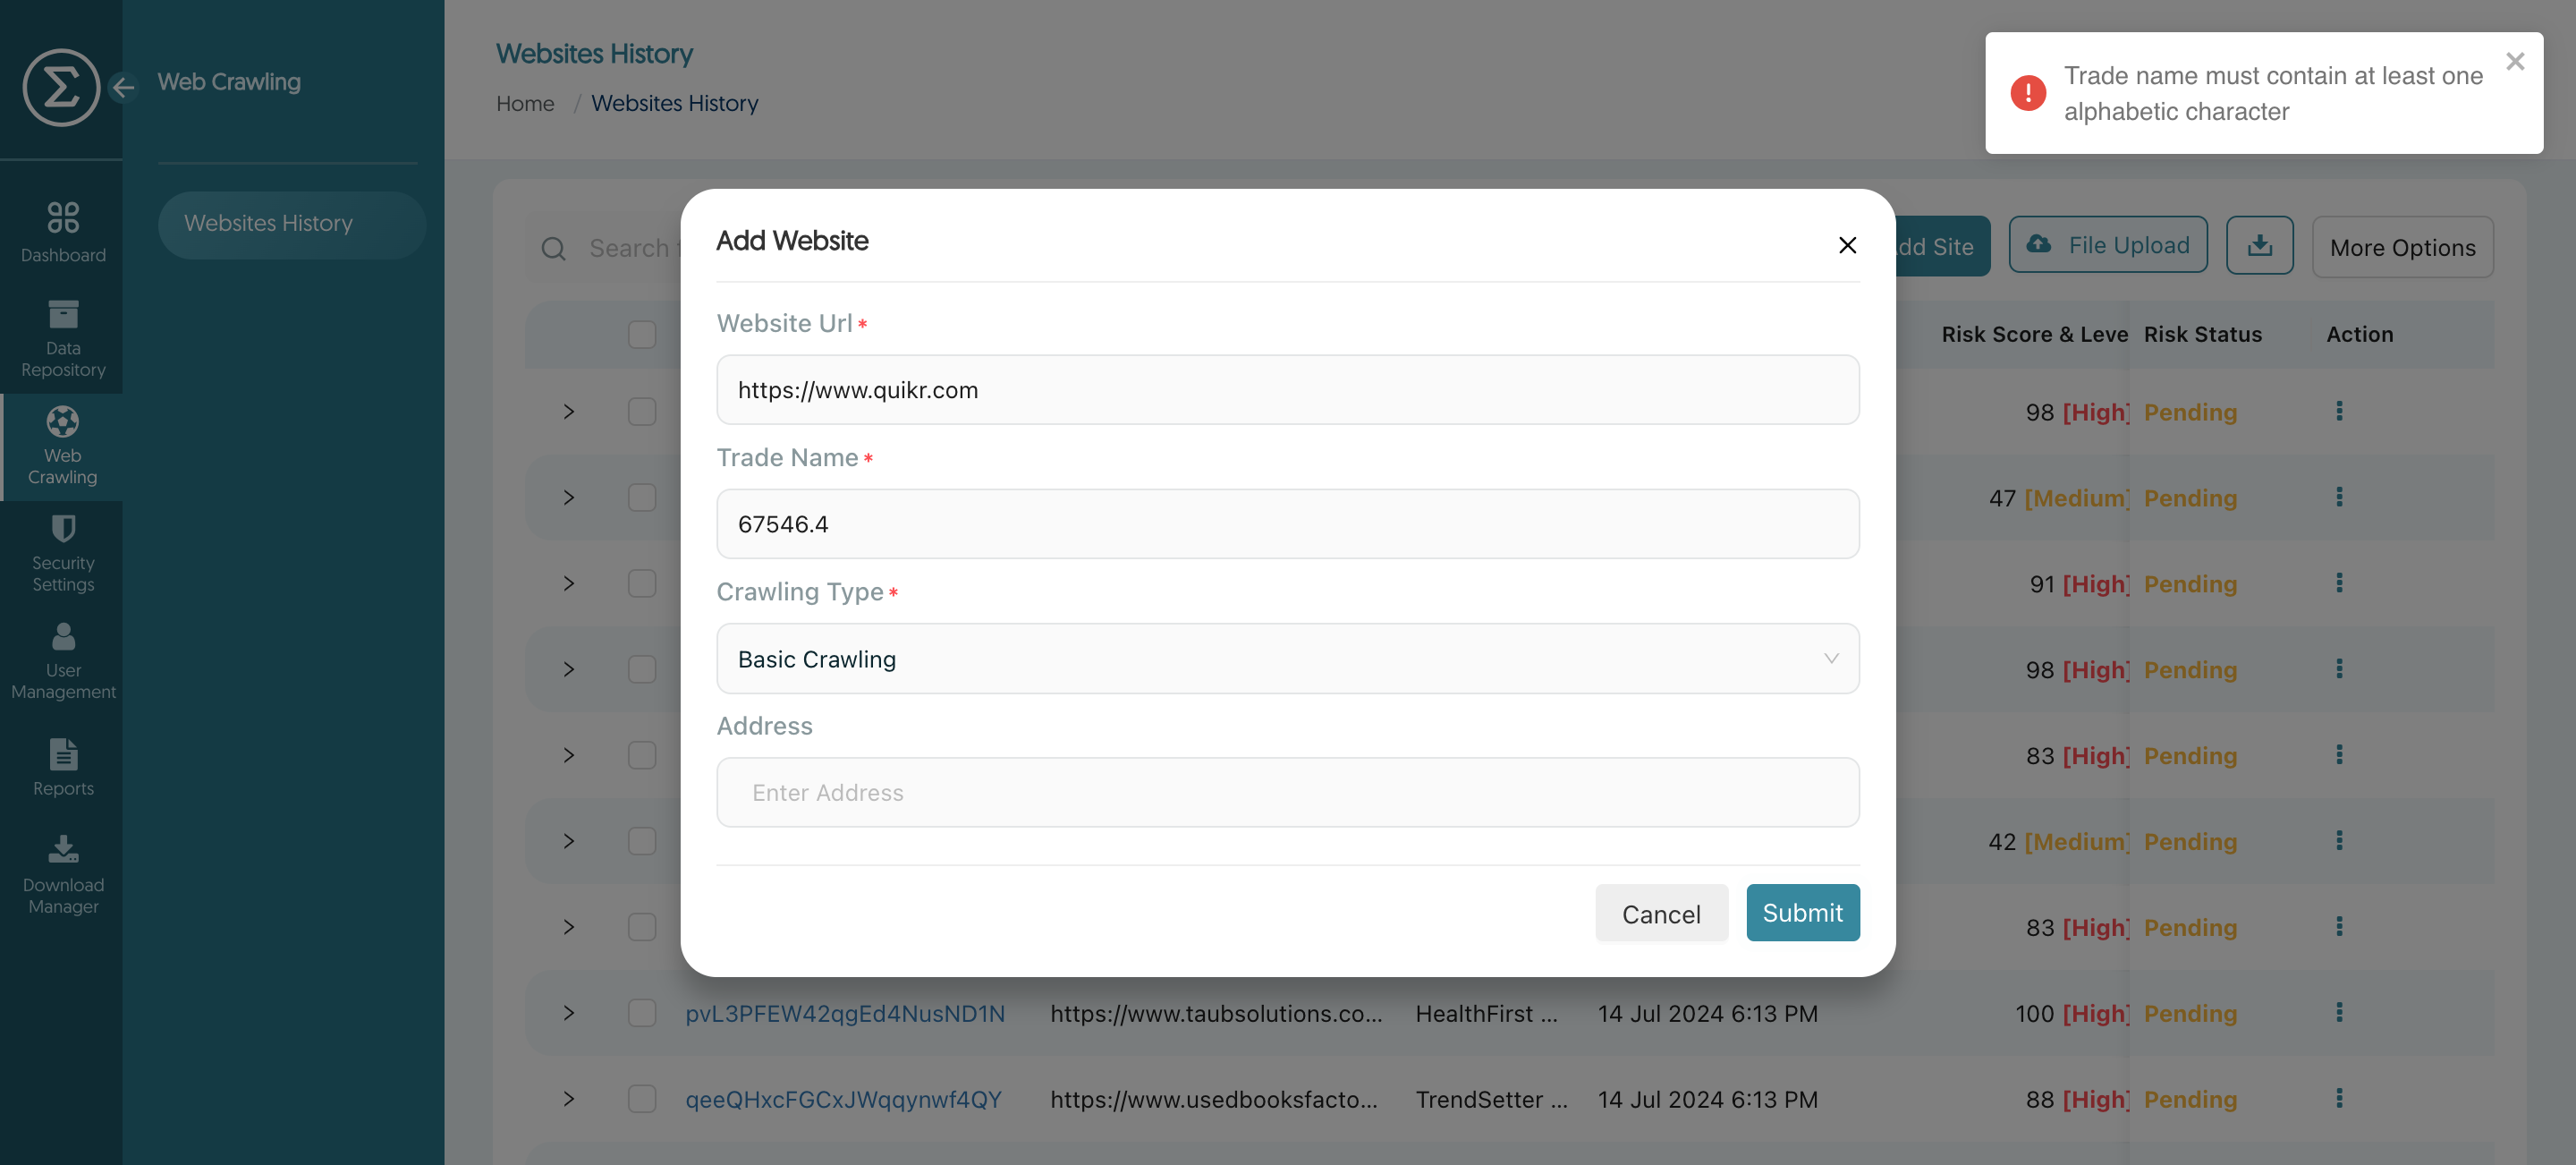 Web Crawling
Websites History
Dashboard
Data
Repository
Web
Crawling
Security
Settings
User
Management
Reports
Download
Manager
Websites History
Home / Websites History
Trade name must contain at least one
alphabetic character
Search
Add Website
dd Site
File Upload
More Options
Website Url *
https://www.quikr.com
Trade Name *
67546.4
Crawling Type *
Basic Crawling
Address
Enter Address
Cancel
Submit
Risk Score & Leve Risk Status Action
98 [High] Pending
47 [Medium] Pending
91 [High] Pending
98 [High] Pending
83 [High] Pending
42 [Medium] Pending
83 [High] Pending
pvL3PFEW42qgEd4NusND1N https://www.taubsolutions.co... HealthFirst ... 14 Jul 2024 6:13 PM 100 [High] Pending
qeeQHxcFGCxJWqqynwf4QY https://www.usedbooksfacto... TrendSetter ... 14 Jul 2024 6:13 PM 88 [High] Pending